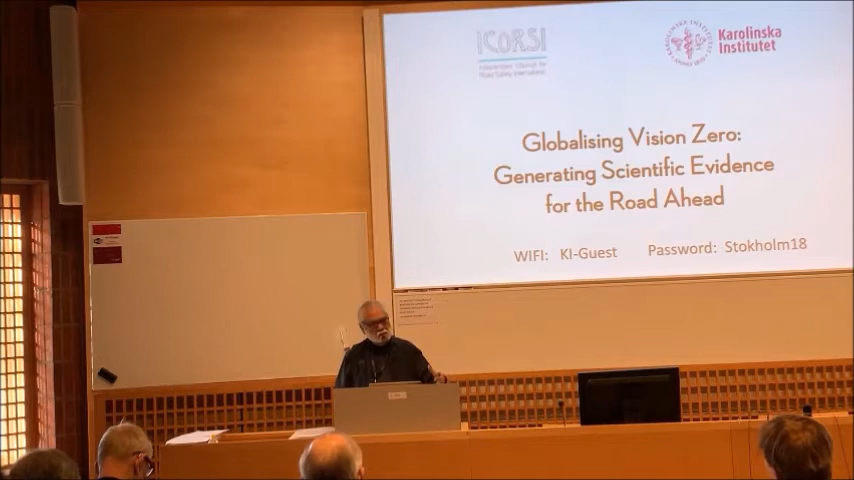 ICoRSI
Independent Council for
Road Safety International
Karolinska
Institutet
Globalising Vision Zero:
Generating Scientific Evidence
for the Road Ahead
WIFI: KI-Guest Password: Stokholm18